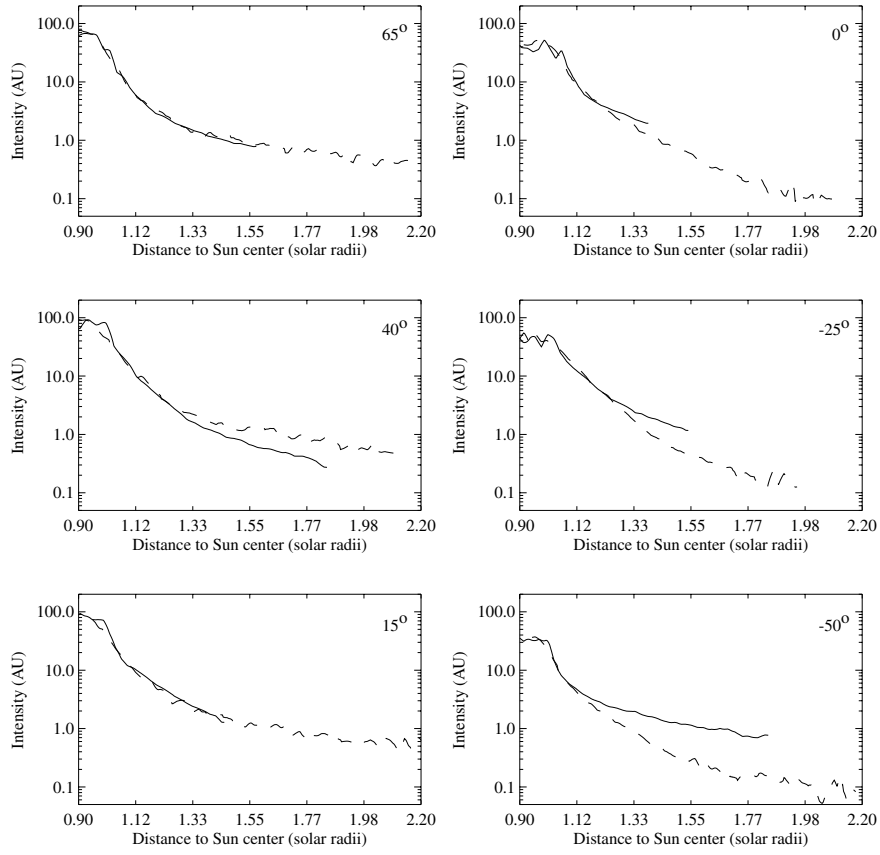 65°
Intensity (AU)
100.0
10.0
1.0
0.1
0.90 1.12 1.33 1.55 1.77 1.98 2.20
Distance to Sun center (solar radii)
0°
Intensity (AU)
100.0
10.0
1.0
0.1
0.90 1.12 1.33 1.55 1.77 1.98 2.20
Distance to Sun center (solar radii)
40°
Intensity (AU)
100.0
10.0
1.0
0.1
0.90 1.12 1.33 1.55 1.77 1.98 2.20
Distance to Sun center (solar radii)
-25°
Intensity (AU)
100.0
10.0
1.0
0.1
0.90 1.12 1.33 1.55 1.77 1.98 2.20
Distance to Sun center (solar radii)
15°
Intensity (AU)
100.0
10.0
1.0
0.1
0.90 1.12 1.33 1.55 1.77 1.98 2.20
Distance to Sun center (solar radii)
-50°
Intensity (AU)
100.0
10.0
1.0
0.1
0.90 1.12 1.33 1.55 1.77 1.98 2.20
Distance to Sun center (solar radii)